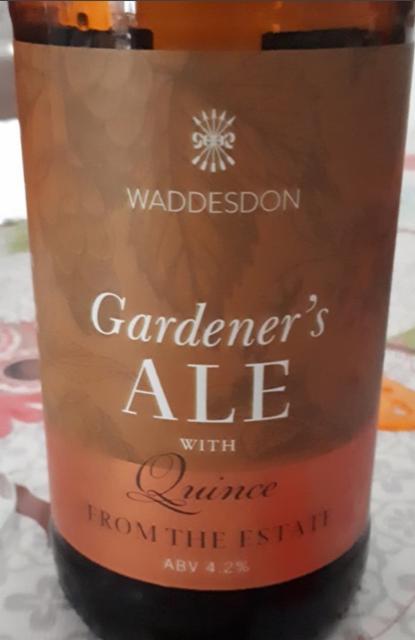 WADDESDON
Gardener's
ALE
WITH
Quince
FROM THE ESTATE
ABV 4.2%